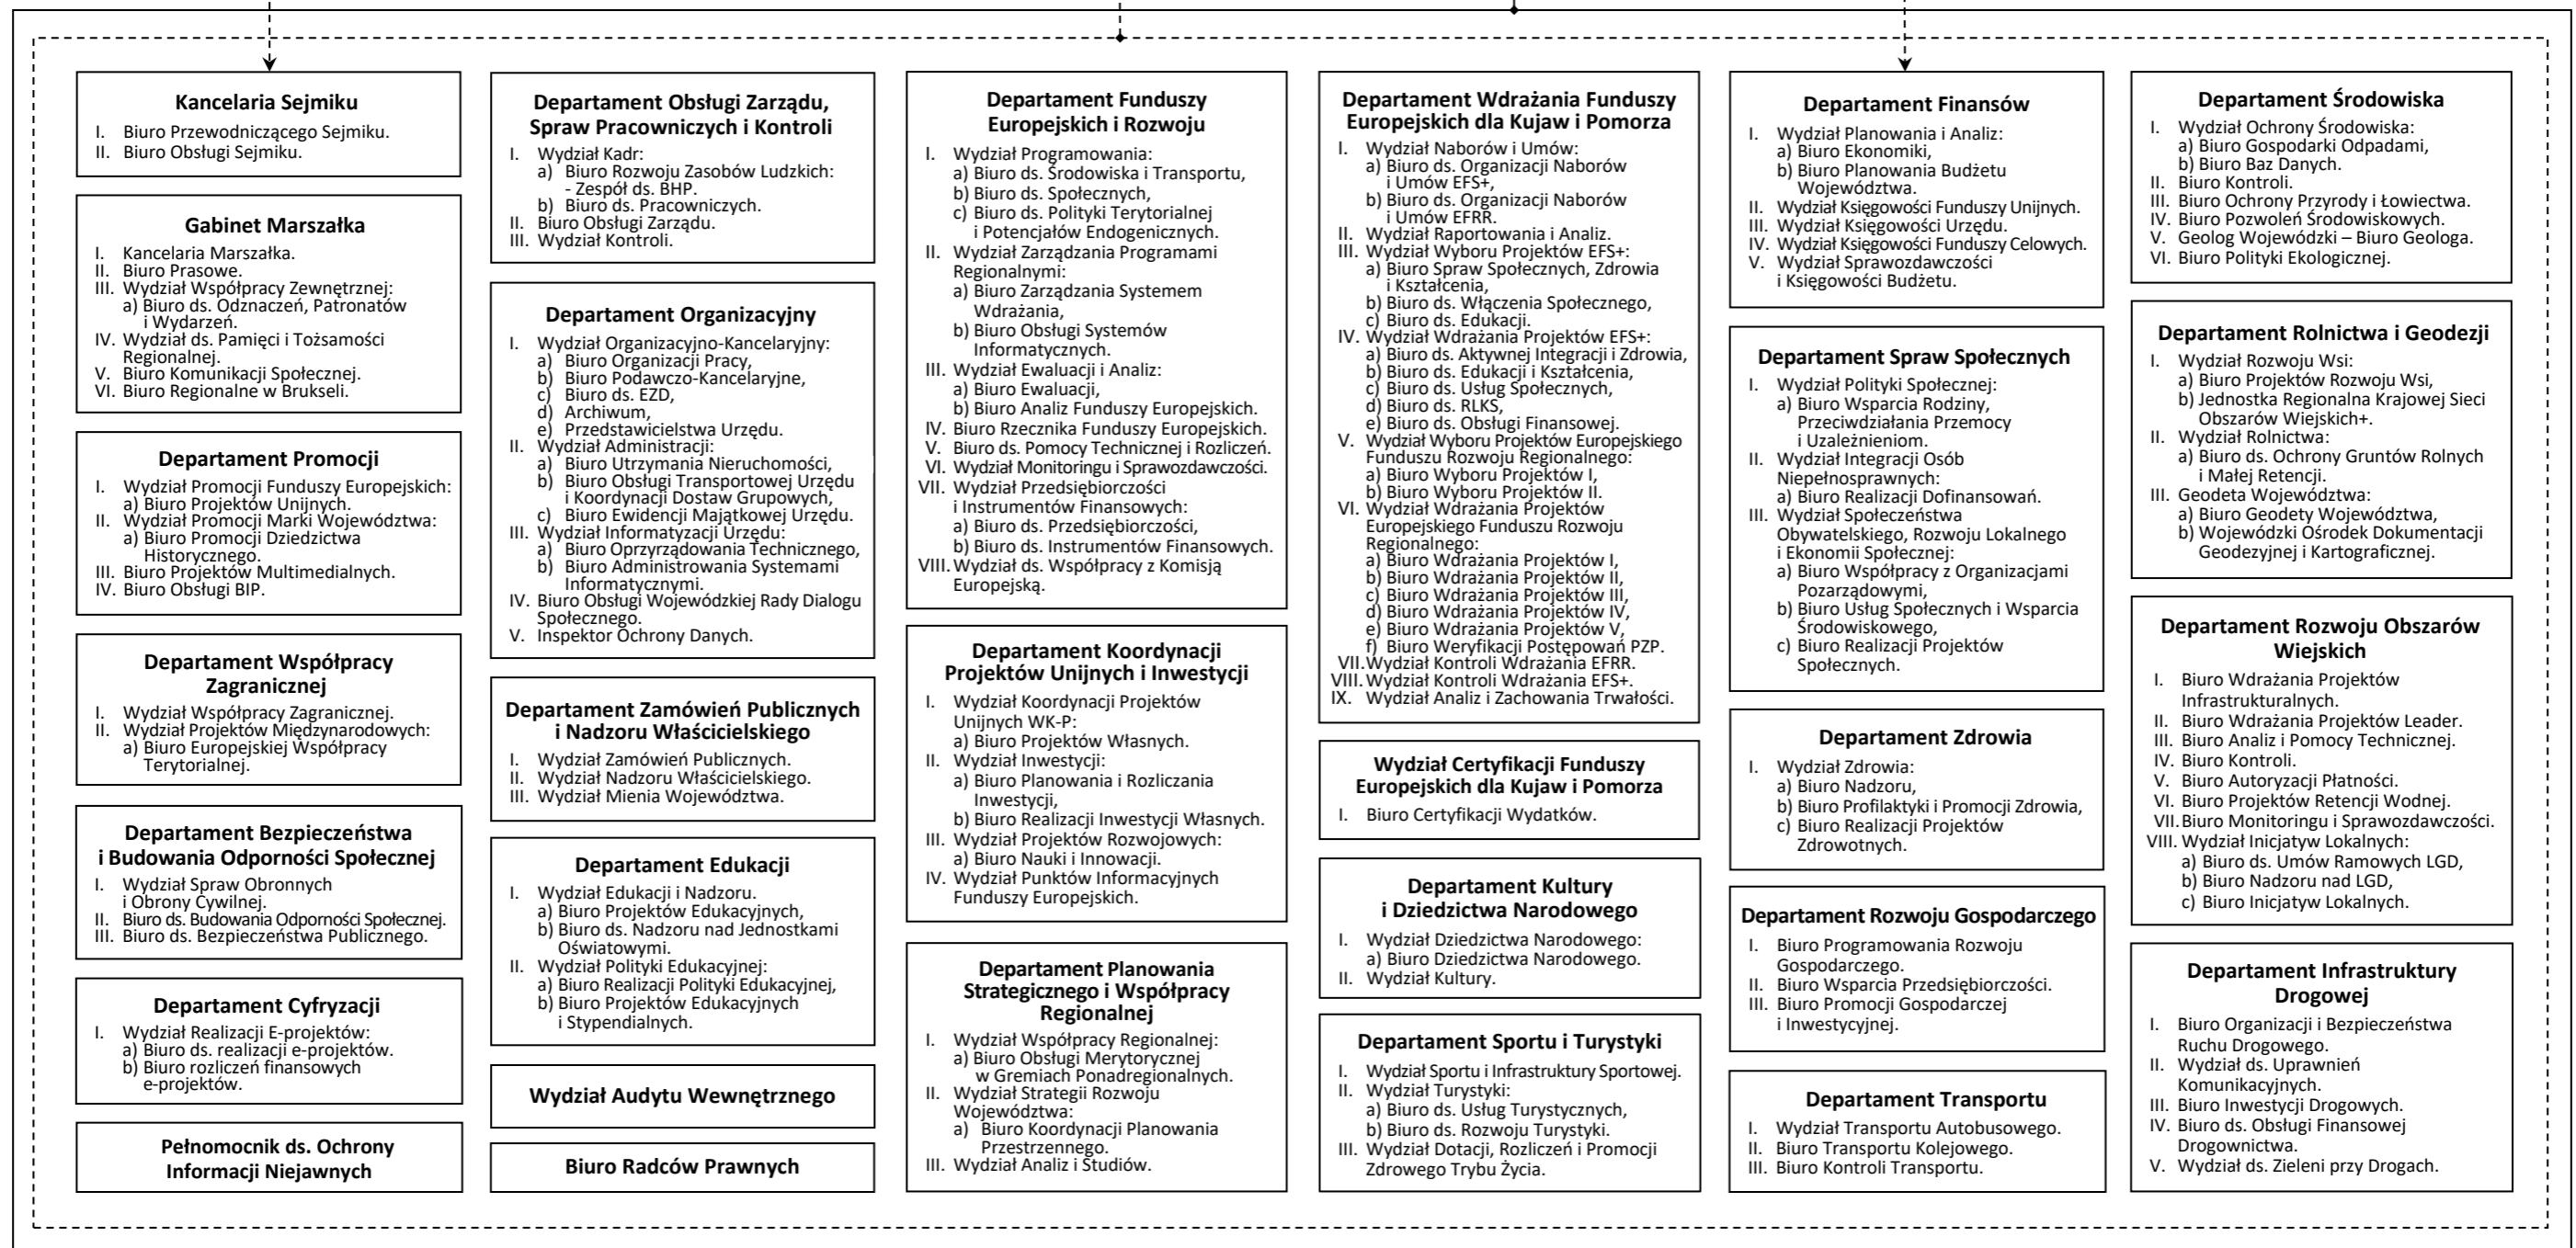 Kancelaria Sejmiku
I. Biuro Przewodniczącego Sejmiku.
II. Biuro Obsługi Sejmiku.
Gabinet Marszałka
I. Kancelaria Marszałka.
II. Biuro Prasowe.
III. Wydział Współpracy Zewnętrznej:
a) Biuro ds. Odznaczeń, Patronatów
i Wydarzeń.
IV. Wydział ds. Pamięci i Tożsamości
Regionalnej.
V. Biuro Komunikacji Społecznej.
VI. Biuro Regionalne w Brukseli.
Departament Promocji
I. Wydział Promocji Funduszy Europejskich:
a) Biuro Projektów Unijnych.
II. Wydział Promocji Marki Województwa:
a) Biuro Promocji Dziedzictwa
Historycznego.
III. Biuro Projektów Multimedialnych.
IV. Biuro Obsługi BIP.
Departament Współpracy
Zagranicznej
I. Wydział Współpracy Zagranicznej.
II. Wydział Projektów Międzynarodowych:
a) Biuro Europejskiej Współpracy
Terytorialnej.
Departament Bezpieczeństwa
i Budowania Odporności Społecznej
I. Wydział Spraw Obronnych
i Obrony Cywilnej.
II. Biuro ds. Budowania Odporności Społecznej.
III. Biuro ds. Bezpieczeństwa Publicznego.
Departament Cyfryzacji
I. Wydział Realizacji E-projektów:
a) Biuro ds. realizacji e-projektów.
b) Biuro rozliczeń finansowych
e-projektów.
Pełnomocnik ds. Ochrony
Informacji Niejawnych
Departament Obsługi Zarządu,
Spraw Pracowniczych i Kontroli
I. Wydział Kadr:
a) Biuro Rozwoju Zasobów Ludzkich:
- Zespół ds. BHP.
b) Biuro ds. Pracowniczych.
II. Biuro Obsługi Zarządu.
III. Wydział Kontroli.
Departament Organizacyjny
I. Wydział Organizacyjno-Kancelaryjny:
a) Biuro Organizacji Pracy,
b) Biuro Podawczo-Kancelaryjne,
c) Biuro ds. EZD,
d) Archiwum,
e) Przedstawicielstwa Urzędu.
II. Wydział Administracji:
a) Biuro Utrzymania Nieruchomości,
b) Biuro Obsługi Transportowej Urzędu
i Koordynacji Dostaw Grupowych,
c) Biuro Ewidencji Majątkowej Urzędu.
III. Wydział Informatyzacji Urzędu:
a) Biuro Oprzyrządowania Technicznego,
b) Biuro Administrowania Systemami
Informatycznymi.
IV. Biuro Obsługi Wojewódzkiej Rady Dialogu
Społecznego.
V. Inspektor Ochrony Danych.
Departament Zamówień Publicznych
i Nadzoru Właścicielskiego
I. Wydział Zamówień Publicznych.
II. Wydział Nadzoru Właścicielskiego.
III. Wydział Mienia Województwa.
Departament Edukacji
I. Wydział Edukacji i Nadzoru.
a) Biuro Projektów Edukacyjnych,
b) Biuro ds. Nadzoru nad Jednostkami
Oświatowymi.
II. Wydział Polityki Edukacyjnej:
a) Biuro Realizacji Polityki Edukacyjnej,
b) Biuro Projektów Edukacyjnych
i Stypendialnych.
Wydział Audytu Wewnętrznego
Biuro Radców Prawnych
Departament Funduszy
Europejskich i Rozwoju
I. Wydział Programowania:
a) Biuro ds. Środowiska i Transportu,
b) Biuro ds. Społecznych,
c) Biuro ds. Polityki Terytorialnej
i Potencjałów Endogenicznych.
II. Wydział Zarządzania Programami
Regionalnymi:
a) Biuro Zarządzania Systemem
Wdrażania,
b) Biuro Obsługi Systemów
Informatycznych.
III. Wydział Ewaluacji i Analiz:
a) Biuro Ewaluacji,
b) Biuro Analiz Funduszy Europejskich.
IV. Biuro Rzecznika Funduszy Europejskich.
V. Biuro ds. Pomocy Technicznej i Rozliczeń.
VI. Wydział Monitoringu i Sprawozdawczości.
VII. Wydział Przedsiębiorczości
i Instrumentów Finansowych:
a) Biuro ds. Przedsiębiorczości,
b) Biuro ds. Instrumentów Finansowych.
VIII. Wydział ds. Współpracy z Komisją
Europejską.
Departament Koordynacji
Projektów Unijnych i Inwestycji
I. Wydział Koordynacji Projektów
Unijnych WK-P:
a) Biuro Projektów Własnych.
II. Wydział Inwestycji:
a) Biuro Planowania i Rozliczania
Inwestycji,
b) Biuro Realizacji Inwestycji Własnych.
III. Wydział Projektów Rozwojowych:
a) Biuro Nauki i Innowacji.
IV. Wydział Punktów Informacyjnych
Funduszy Europejskich.
Departament Planowania
Strategicznego i Współpracy
Regionalnej
I. Wydział Współpracy Regionalnej:
a) Biuro Obsługi Merytorycznej
w Gremiach Ponadregionalnych.
II. Wydział Strategii Rozwoju
Województwa:
a) Biuro Koordynacji Planowania
Przestrzennego.
III. Wydział Analiz i Studiów.
Departament Wdrażania Funduszy
Europejskich dla Kujaw i Pomorza
I. Wydział Naborów i Umów:
a) Biuro ds. Organizacji Naborów
i Umów EFS+,
b) Biuro ds. Organizacji Naborów
i Umów EFRR.
II. Wydział Raportowania i Analiz.
III. Wydział Wyboru Projektów EFS+:
a) Biuro Spraw Społecznych, Zdrowia
i Kształcenia,
b) Biuro ds. Włączenia Społecznego,
c) Biuro ds. Edukacji.
IV. Wydział Wdrażania Projektów EFS+:
a) Biuro ds. Aktywnej Integracji i Zdrowia,
b) Biuro ds. Edukacji i Kształcenia,
c) Biuro ds. Usług Społecznych,
d) Biuro ds. RLKS,
e) Biuro ds. Obsługi Finansowej.
V. Wydział Wyboru Projektów Europejskiego
Funduszu Rozwoju Regionalnego:
a) Biuro Wyboru Projektów I,
b) Biuro Wyboru Projektów II.
VI. Wydział Wdrażania Projektów
Europejskiego Funduszu Rozwoju
Regionalnego:
a) Biuro Wdrażania Projektów I,
b) Biuro Wdrażania Projektów II,
c) Biuro Wdrażania Projektów III,
d) Biuro Wdrażania Projektów IV,
e) Biuro Wdrażania Projektów V,
f) Biuro Weryfikacji Postępowań PZP.
VII. Wydział Kontroli Wdrażania EFRR.
VIII. Wydział Kontroli Wdrażania EFS+.
IX. Wydział Analiz i Zachowania Trwałości.
Wydział Certyfikacji Funduszy
Europejskich dla Kujaw i Pomorza
I. Biuro Certyfikacji Wydatków.
Departament Kultury
i Dziedzictwa Narodowego
I. Wydział Dziedzictwa Narodowego:
a) Biuro Dziedzictwa Narodowego.
II. Wydział Kultury.
Departament Sportu i Turystyki
I. Wydział Sportu i Infrastruktury Sportowej.
II. Wydział Turystyki:
a) Biuro ds. Usług Turystycznych,
b) Biuro ds. Rozwoju Turystyki.
III. Wydział Dotacji, Rozliczeń i Promocji
Zdrowego Trybu Życia.
Departament Finansów
I. Wydział Planowania i Analiz:
a) Biuro Ekonomiki,
b) Biuro Planowania Budżetu
Województwa.
II. Wydział Księgowości Funduszy Unijnych.
III. Wydział Księgowości Urzędu.
IV. Wydział Księgowości Funduszy Celowych.
V. Wydział Sprawozdawczości
i Księgowości Budżetu.
Departament Spraw Społecznych
I. Wydział Polityki Społecznej:
a) Biuro Wsparcia Rodziny,
Przeciwdziałania Przemocy
i Uzależnieniom.
II. Wydział Integracji Osób
Niepełnosprawnych:
a) Biuro Realizacji Dofinansowań.
III. Wydział Społeczeństwa
Obywatelskiego, Rozwoju Lokalnego
i Ekonomii Społecznej:
a) Biuro Współpracy z Organizacjami
Pozarządowymi,
b) Biuro Usług Społecznych i Wsparcia
Środowiskowego,
c) Biuro Realizacji Projektów
Społecznych.
Departament Zdrowia
I. Wydział Zdrowia:
a) Biuro Nadzoru,
b) Biuro Profilaktyki i Promocji Zdrowia,
c) Biuro Realizacji Projektów
Zdrowotnych.
Departament Rozwoju Gospodarczego
I. Biuro Programowania Rozwoju
Gospodarczego.
II. Biuro Wsparcia Przedsiębiorczości.
III. Biuro Promocji Gospodarczej
i Inwestycyjnej.
Departament Transportu
I. Wydział Transportu Autobusowego.
II. Biuro Transportu Kolejowego.
III. Biuro Kontroli Transportu.
Departament Środowiska
I. Wydział Ochrony Środowiska:
a) Biuro Gospodarki Odpadami,
b) Biuro Baz Danych.
II. Biuro Kontroli.
III. Biuro Ochrony Przyrody i Łowiectwa.
IV. Biuro Pozwoleń Środowiskowych.
V. Geolog Wojewódzki – Biuro Geologa.
VI. Biuro Polityki Ekologicznej.
Departament Rolnictwa i Geodezji
I. Wydział Rozwoju Wsi:
a) Biuro Projektów Rozwoju Wsi,
b) Jednostka Regionalna Krajowej Sieci
Obszarów Wiejskich+.
II. Wydział Rolnictwa:
a) Biuro ds. Ochrony Gruntów Rolnych
i Małej Retencji.
III. Geodeta Województwa:
a) Biuro Geodety Województwa,
b) Wojewódzki Ośrodek Dokumentacji
Geodezyjnej i Kartograficznej.
Departament Rozwoju Obszarów
Wiejskich
I. Biuro Wdrażania Projektów
Infrastrukturalnych.
II. Biuro Wdrażania Projektów Leader.
III. Biuro Analiz i Pomocy Technicznej.
IV. Biuro Kontroli.
V. Biuro Autoryzacji Płatności.
VI. Biuro Projektów Retencji Wodnej.
VII. Biuro Monitoringu i Sprawozdawczości.
VIII. Wydział Inicjatyw Lokalnych:
a) Biuro ds. Umów Ramowych LGD,
b) Biuro Nadzoru nad LGD,
c) Biuro Inicjatyw Lokalnych.
Departament Infrastruktury
Drogowej
I. Biuro Organizacji i Bezpieczeństwa
Ruchu Drogowego.
II. Wydział ds. Uprawnień
Komunikacyjnych.
III. Biuro Inwestycji Drogowych.
IV. Biuro ds. Obsługi Finansowej
Drogownictwa.
V. Wydział ds. Zieleni przy Drogach.